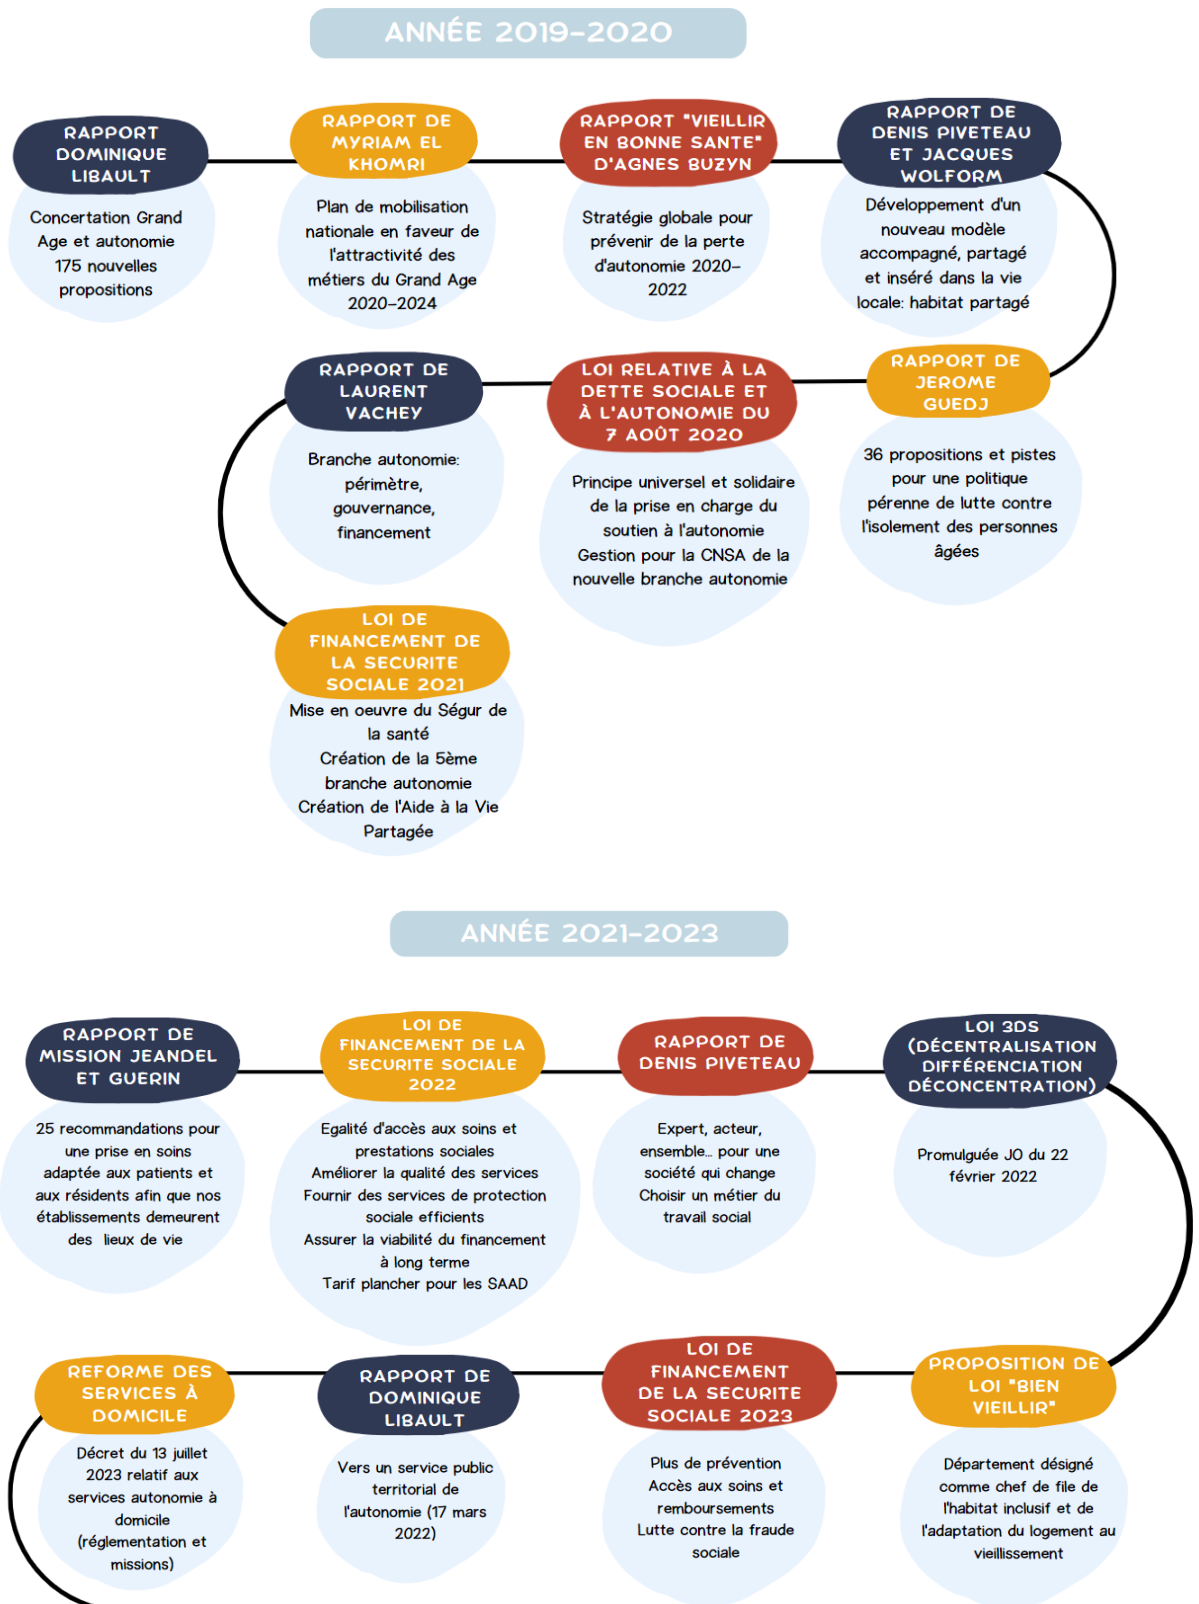 ANNÉE 2019-2020
RAPPORT
DOMINIQUE
LIBAULT
Concertation Grand
Age et autonomie
175 nouvelles
propositions
RAPPORT DE
MYRIAM EL
KHOMRI
Plan de mobilisation
nationale en faveur de
l'attractivité des
métiers du Grand Age
2020-2024
RAPPORT "VIEILLIR
EN BONNE SANTE"
D'AGNES BUZYN
Stratégie globale pour
prévenir de la perte
d'autonomie 2020-
2022
RAPPORT DE
DENIS PIVETEAU
ET JACQUES
WOLFORM
Développement d'un
nouveau modèle
accompagné, partagé
et inséré dans la vie
locale: habitat partagé
RAPPORT DE
JEROME
GUEDJ
36 propositions et pistes
pour une politique
pérenne de lutte contre
l'isolement des personnes
âgées
LOI RELATIVE À LA
DETTE SOCIALE ET
À L'AUTONOMIE DU
7 AOÛT 2020
Principe universel et solidaire
de la prise en charge du
soutien à l'autonomie
Gestion pour la CNSA de la
nouvelle branche autonomie
RAPPORT DE
LAURENT
VACHEY
Branche autonomie:
périmètre,
gouvernance,
financement
LOI DE
FINANCEMENT DE
LA SECURITE
SOCIALE 2021
Mise en oeuvre du Ségur de
la santé
Création de la 5ème
branche autonomie
Création de l'Aide à la Vie
Partagée
ANNÉE 2021-2023
RAPPORT DE
MISSION JEANDEL
ET GUERIN
25 recommandations pour
une prise en soins
adaptée aux patients et
aux résidents afin que nos
établissements demeurent
des lieux de vie
LOI DE
FINANCEMENT DE LA
SECURITE SOCIALE
2022
Egalité d'accès aux soins et
prestations sociales
Améliorer la qualité des services
Fournir des services de protection
sociale efficients
Assurer la viabilité du financement
à long terme
Tarif plancher pour les SAAD
RAPPORT DE
DENIS PIVETEAU
Expert, acteur,
ensemble... pour une
société qui change
Choisir un métier du
travail social
LOI 3DS
(DÉCENTRALISATION
DIFFÉRENCIATION
DÉCONCENTRATION)
Promulguée JO du 22
février 2022
PROPOSITION DE
LOI "BIEN
VIEILLIR"
Département désigné
comme chef de file de
l'habitat inclusif et de
l'adaptation du logement au
vieillissement
LOI DE
FINANCEMENT
DE LA SECURITE
SOCIALE 2023
Plus de prévention
Accès aux soins et
remboursements
Lutte contre la fraude
sociale
RAPPORT DE
DOMINIQUE
LIBAULT
Vers un service public
territorial de
l'autonomie (17 mars
2022)
REFORME DES
SERVICES À
DOMICILE
Décret du 13 juillet
2023 relatif aux
services autonomie à
domicile
(réglementation et
missions)